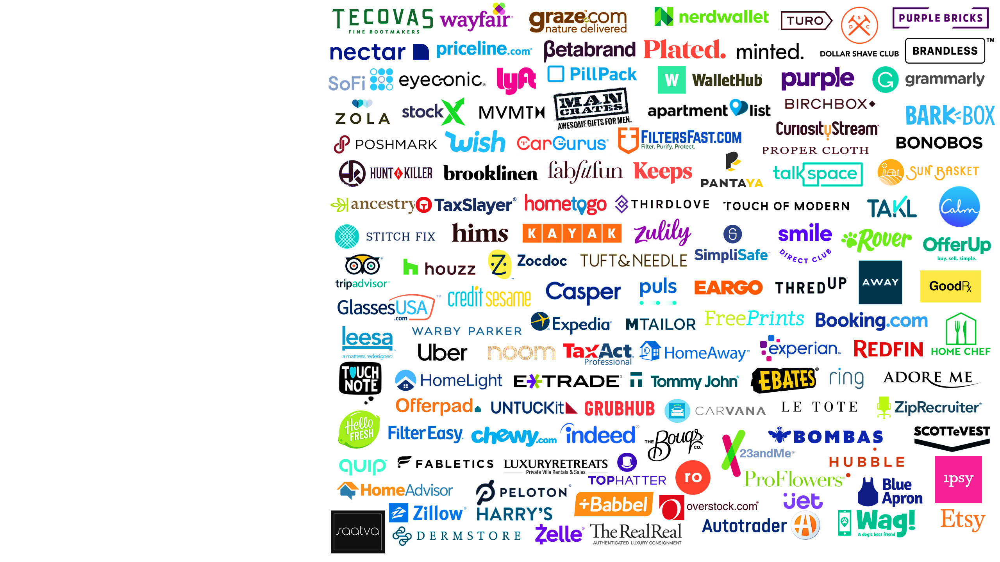 TECOVAS
FINE BOOTMAKERS
wayfair
graze.com
nature delivered
nerdwallet
TURO
D S C
DOLLAR SHAVE CLUB
PURPLE BRICKS
nectar
priceline.com®
βetabrand
Plated.
minted.
BRANDLESS TM
SoFi
eyeconic.®
lyft
PillPack
W WalletHub
purple
G grammarly
ZOLA
stockX
MVMT
MAN
CRATES
AWESOME GIFTS FOR MEN.
apartment list
BIRCHBOX
BARK BOX
POSHMARK
wish
CarGurus®
FILTERSFAST.COM
Filter. Purify. Protect.
CuriosityStream
PROPER CLOTH
BONOBOS
HUNT A KILLER
brooklinen
fabfitfun
Keeps
PANTAYA
talkspace
SUN BASKET
ancestry
TaxSlayer®
hometogo
THIRDLOVE
TOUCH OF MODERN
TAKL
Calm
STITCH FIX
hims
KAYAK
zulily
SimpliSafe
smile
DIRECT CLUB
Rover
OfferUp
buy. sell. simple.
tripadvisor®
houzz
Zocdoc
TUFT & NEEDLE
GlassesUSA™
.com
credit sesame
Casper
puls
EARGO
THREDUP
AWAY
GoodRx
leesa
a mattress redesigned
WARBY PARKER
Expedia®
MTAILOR
FreePrints
Booking.com
HOME CHEF
Uber
noom
TaxAct
Professional
HomeAway®
experian™
REDFIN
TOUCH
NOTE
HomeLight
E*TRADE®
Tommy John®
EBATES®
ring
ADORE ME
Offerpad
UNTUCKit
GRUBHUB
CARVANA
LE TOTE
ZipRecruiter®
Hello
FRESH
FilterEasy
chewy.com
indeed®
THE Bouqs CO.
23andMe®
BOMBAS
SCOTTeVEST
quip
FABLETICS
LUXURYRETREATS
Private Villa Rentals & Sales
TOPHATTER
ro
ProFlowers®
HUBBLE
ipsy
HomeAdvisor
PELOTON®
+Babbel
overstock.com®
jet
Blue
Apron
saatva
Zillow®
HARRY'S
Autotrader
Wag!
A dog's best friend
Etsy
DERMSTORE
Zelle®
The RealReal
AUTHENTICATED LUXURY CONSIGNMENT